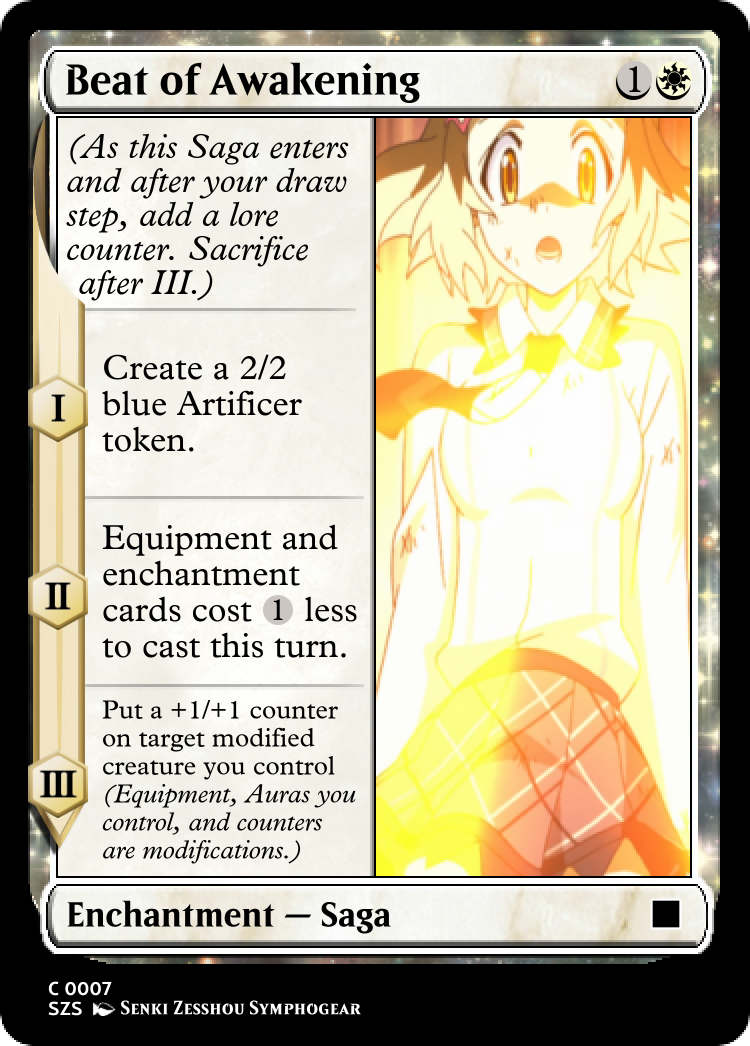 Beat of Awakening 1
(As this Saga enters
and after your draw
step, add a lore
counter. Sacrifice
after III.)
I
Create a 2/2
blue Artificer
token.
II
Equipment and
enchantment
cards cost 1 less
to cast this turn.
III
Put a +1/+1 counter
on target modified
creature you control
(Equipment, Auras you
control, and counters
are modifications.)
Enchantment — Saga
C 0007
SZS Senki Zesshou Symphogear